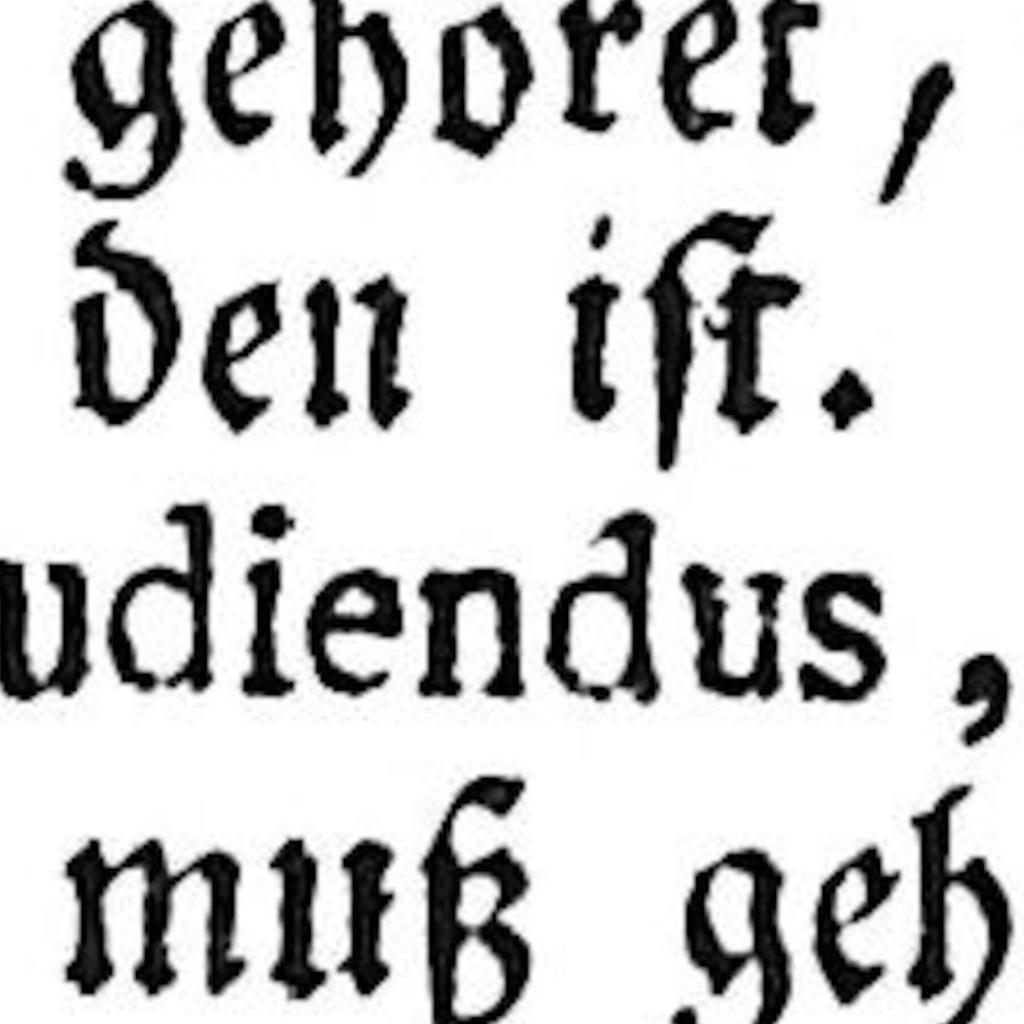 gehöret,
den ist.
udiendus,
muß geh